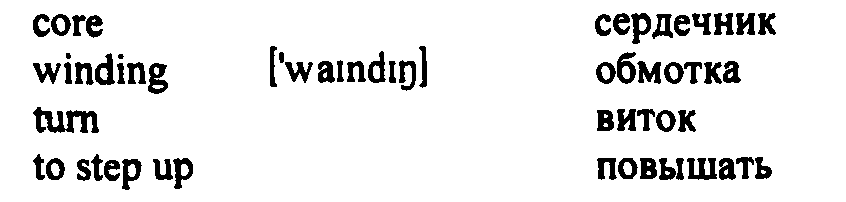 core сердечник
winding ['waındıŋ] обмотка
turn виток
to step up повышать